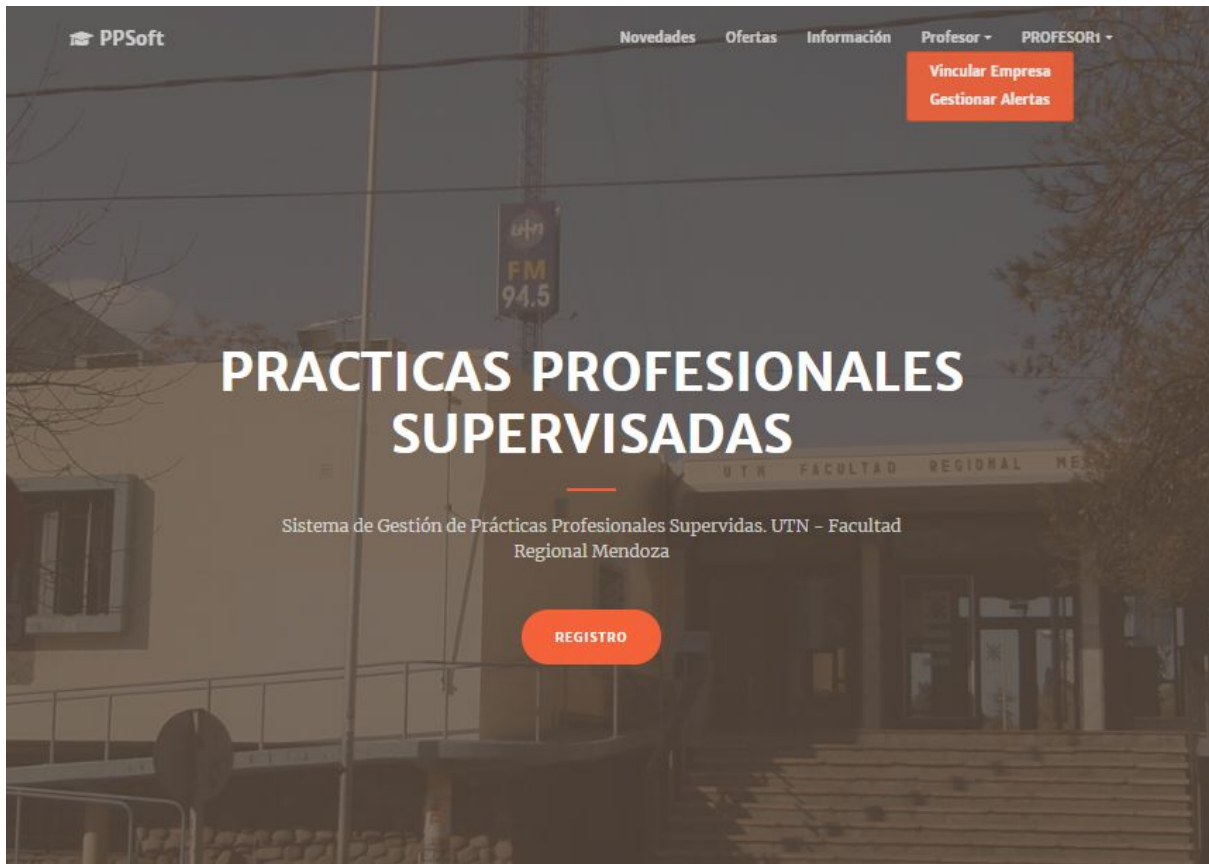 PPSoft
Novedades Ofertas Información Profesor PROFESOR1
Vincular Empresa
Gestionar Alertas
utn
FM
94.5
PRACTICAS PROFESIONALES
SUPERVISADAS
UTN FACULTAD REGIONAL
Sistema de Gestión de Prácticas Profesionales Supervidas. UTN – Facultad
Regional Mendoza
REGISTRO